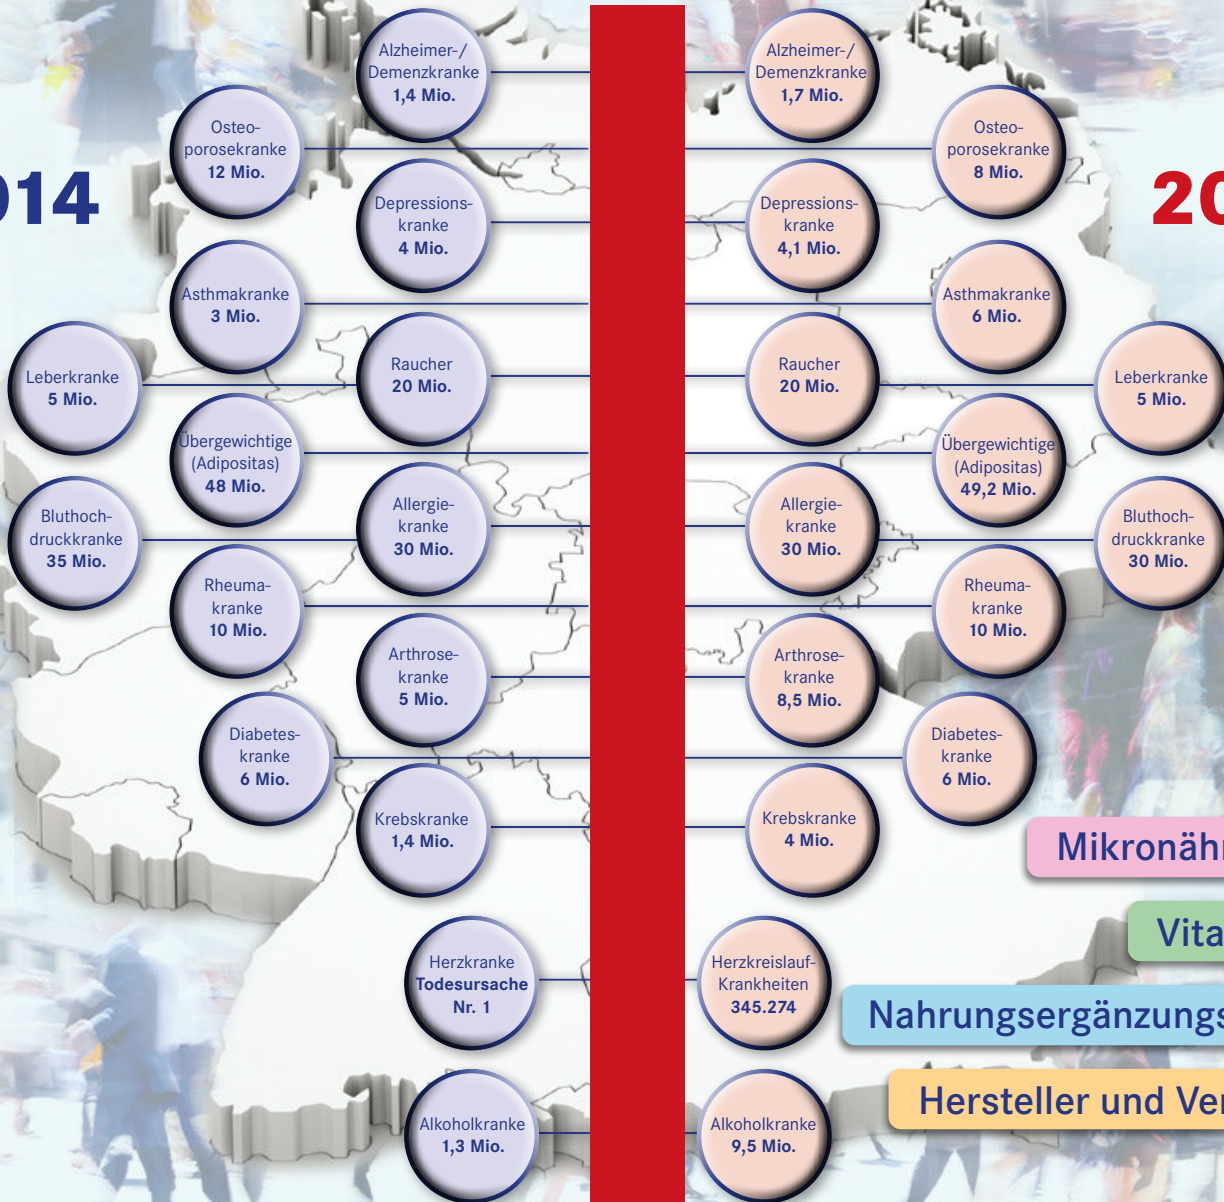 014
Alzheimer-/
Demenzkranke
1,4 Mio.
Osteo-
porosekranke
12 Mio.
Depressions-
kranke
4 Mio.
Asthmakranke
3 Mio.
Leberkranke
5 Mio.
Raucher
20 Mio.
Übergewichtige
(Adipositas)
48 Mio.
Bluthoch-
druckkranke
35 Mio.
Allergie-
kranke
30 Mio.
Rheuma-
kranke
10 Mio.
Arthrose-
kranke
5 Mio.
Diabetes-
kranke
6 Mio.
Krebskranke
1,4 Mio.
Herzkranke
Todesursache
Nr. 1
Alkoholkranke
1,3 Mio.
20
Alzheimer-/
Demenzkranke
1,7 Mio.
Osteo-
porosekranke
8 Mio.
Depressions-
kranke
4,1 Mio.
Asthmakranke
6 Mio.
Raucher
20 Mio.
Leberkranke
5 Mio.
Übergewichtige
(Adipositas)
49,2 Mio.
Allergie-
kranke
30 Mio.
Bluthoch-
druckkranke
30 Mio.
Rheuma-
kranke
10 Mio.
Arthrose-
kranke
8,5 Mio.
Diabetes-
kranke
6 Mio.
Krebskranke
4 Mio.
Herzkreislauf-
Krankheiten
345.274
Alkoholkranke
9,5 Mio.
Mikronäh
Vita
Nahrungsergänzungs
Hersteller und Ver